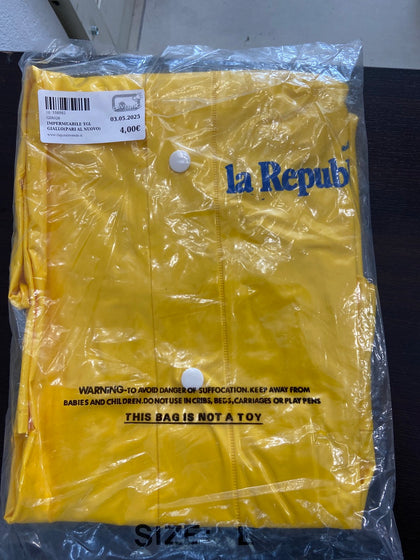 03.05.2023
IMPERMEABILE TGL
GIALLO(PARI AL NUOVO)
4,00€
la Republ
WARNING-TO AVOID DANGER OF SUFFOCATION. KEEP AWAY FROM
BABIES AND CHILDREN.DO NOT USE IN CRIBS, BEDS, CARRIAGES OR PLAY PENS
THIS BAG IS NOT A TOY
SIZE: L